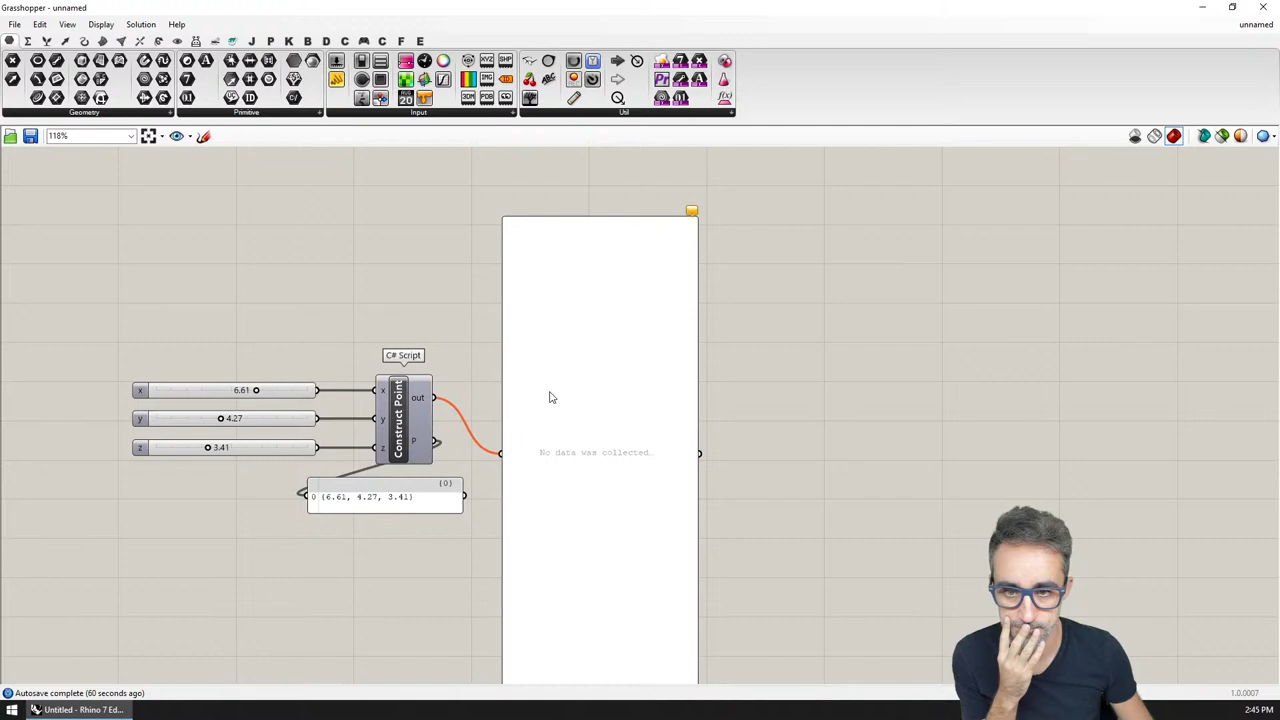 Grasshopper - unnamed
File Edit View Display Solution Help
unnamed
Σ J P K B D C C F E
Geometry
Primitive
Input
Util
118%
C# Script
x 6.61
y 4.27
z 3.41
x
y
z
Construct Point
out
P
{0}
0 {6.61, 4.27, 3.41}
No data was collected…
Autosave complete (60 seconds ago)
1.0.0007
Untitled - Rhino 7 Ed...
2:45 PM